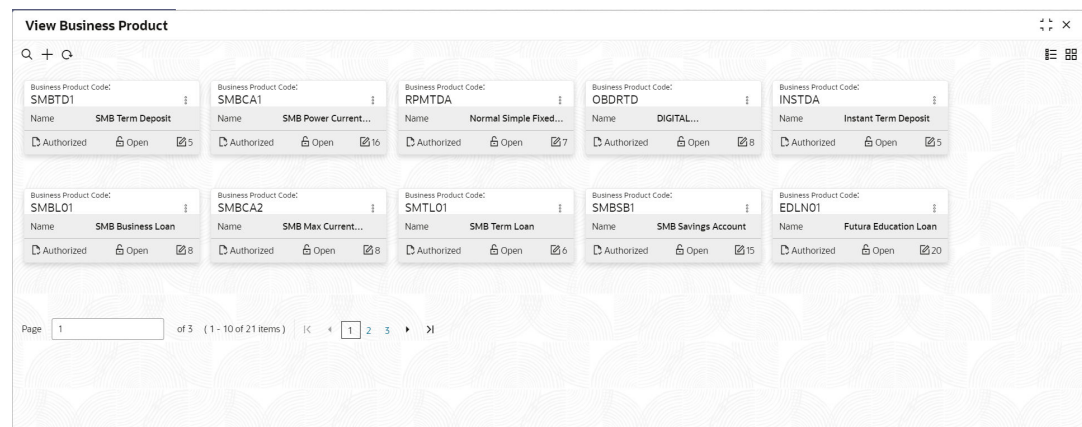 View Business Product
Business Product Code: Business Product Code: Business Product Code: Business Product Code: Business Product Code:
SMBTD1 SMBCA1 RPMTDA OBDRTD INSTDA
Name SMB Term Deposit Name SMB Power Current... Name Normal Simple Fixed... Name DIGITAL... Name Instant Term Deposit
Authorized Open 5 Authorized Open 16 Authorized Open 7 Authorized Open 8 Authorized Open 5
Business Product Code: Business Product Code: Business Product Code: Business Product Code: Business Product Code:
SMBL01 SMBCA2 SMTL01 SMBSB1 EDLN01
Name SMB Business Loan Name SMB Max Current... Name SMB Term Loan Name SMB Savings Account Name Futura Education Loan
Authorized Open 8 Authorized Open 8 Authorized Open 6 Authorized Open 15 Authorized Open 20
Page 1 of 3 ( 1 - 10 of 21 items ) 1 2 3